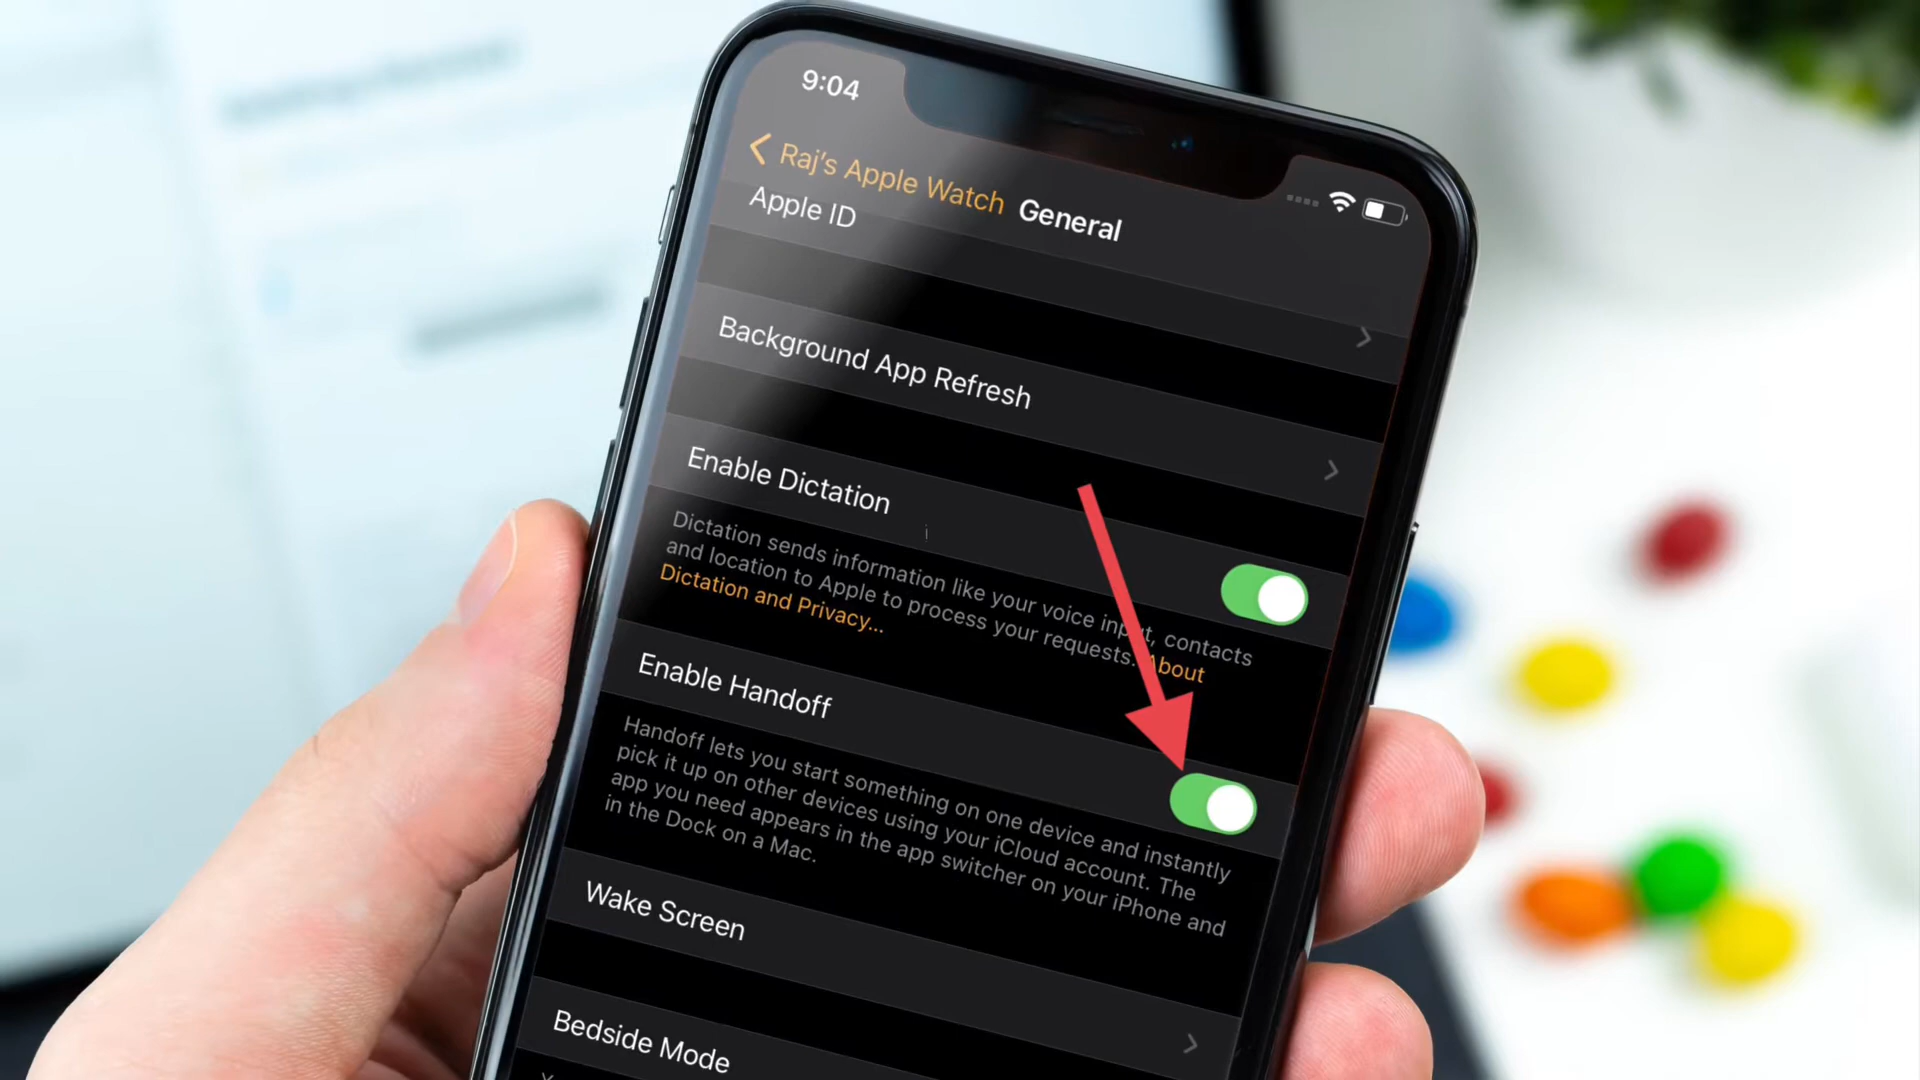 9:04
Raj's Apple Watch General
Apple ID
Background App Refresh
Enable Dictation
Dictation sends information like your voice input, contacts
and location to Apple to process your requests. About
Dictation and Privacy...
Enable Handoff
Handoff lets you start something on one device and instantly
pick it up on other devices using your iCloud account. The
app you need appears in the app switcher on your iPhone and
in the Dock on a Mac.
Wake Screen
Bedside Mode